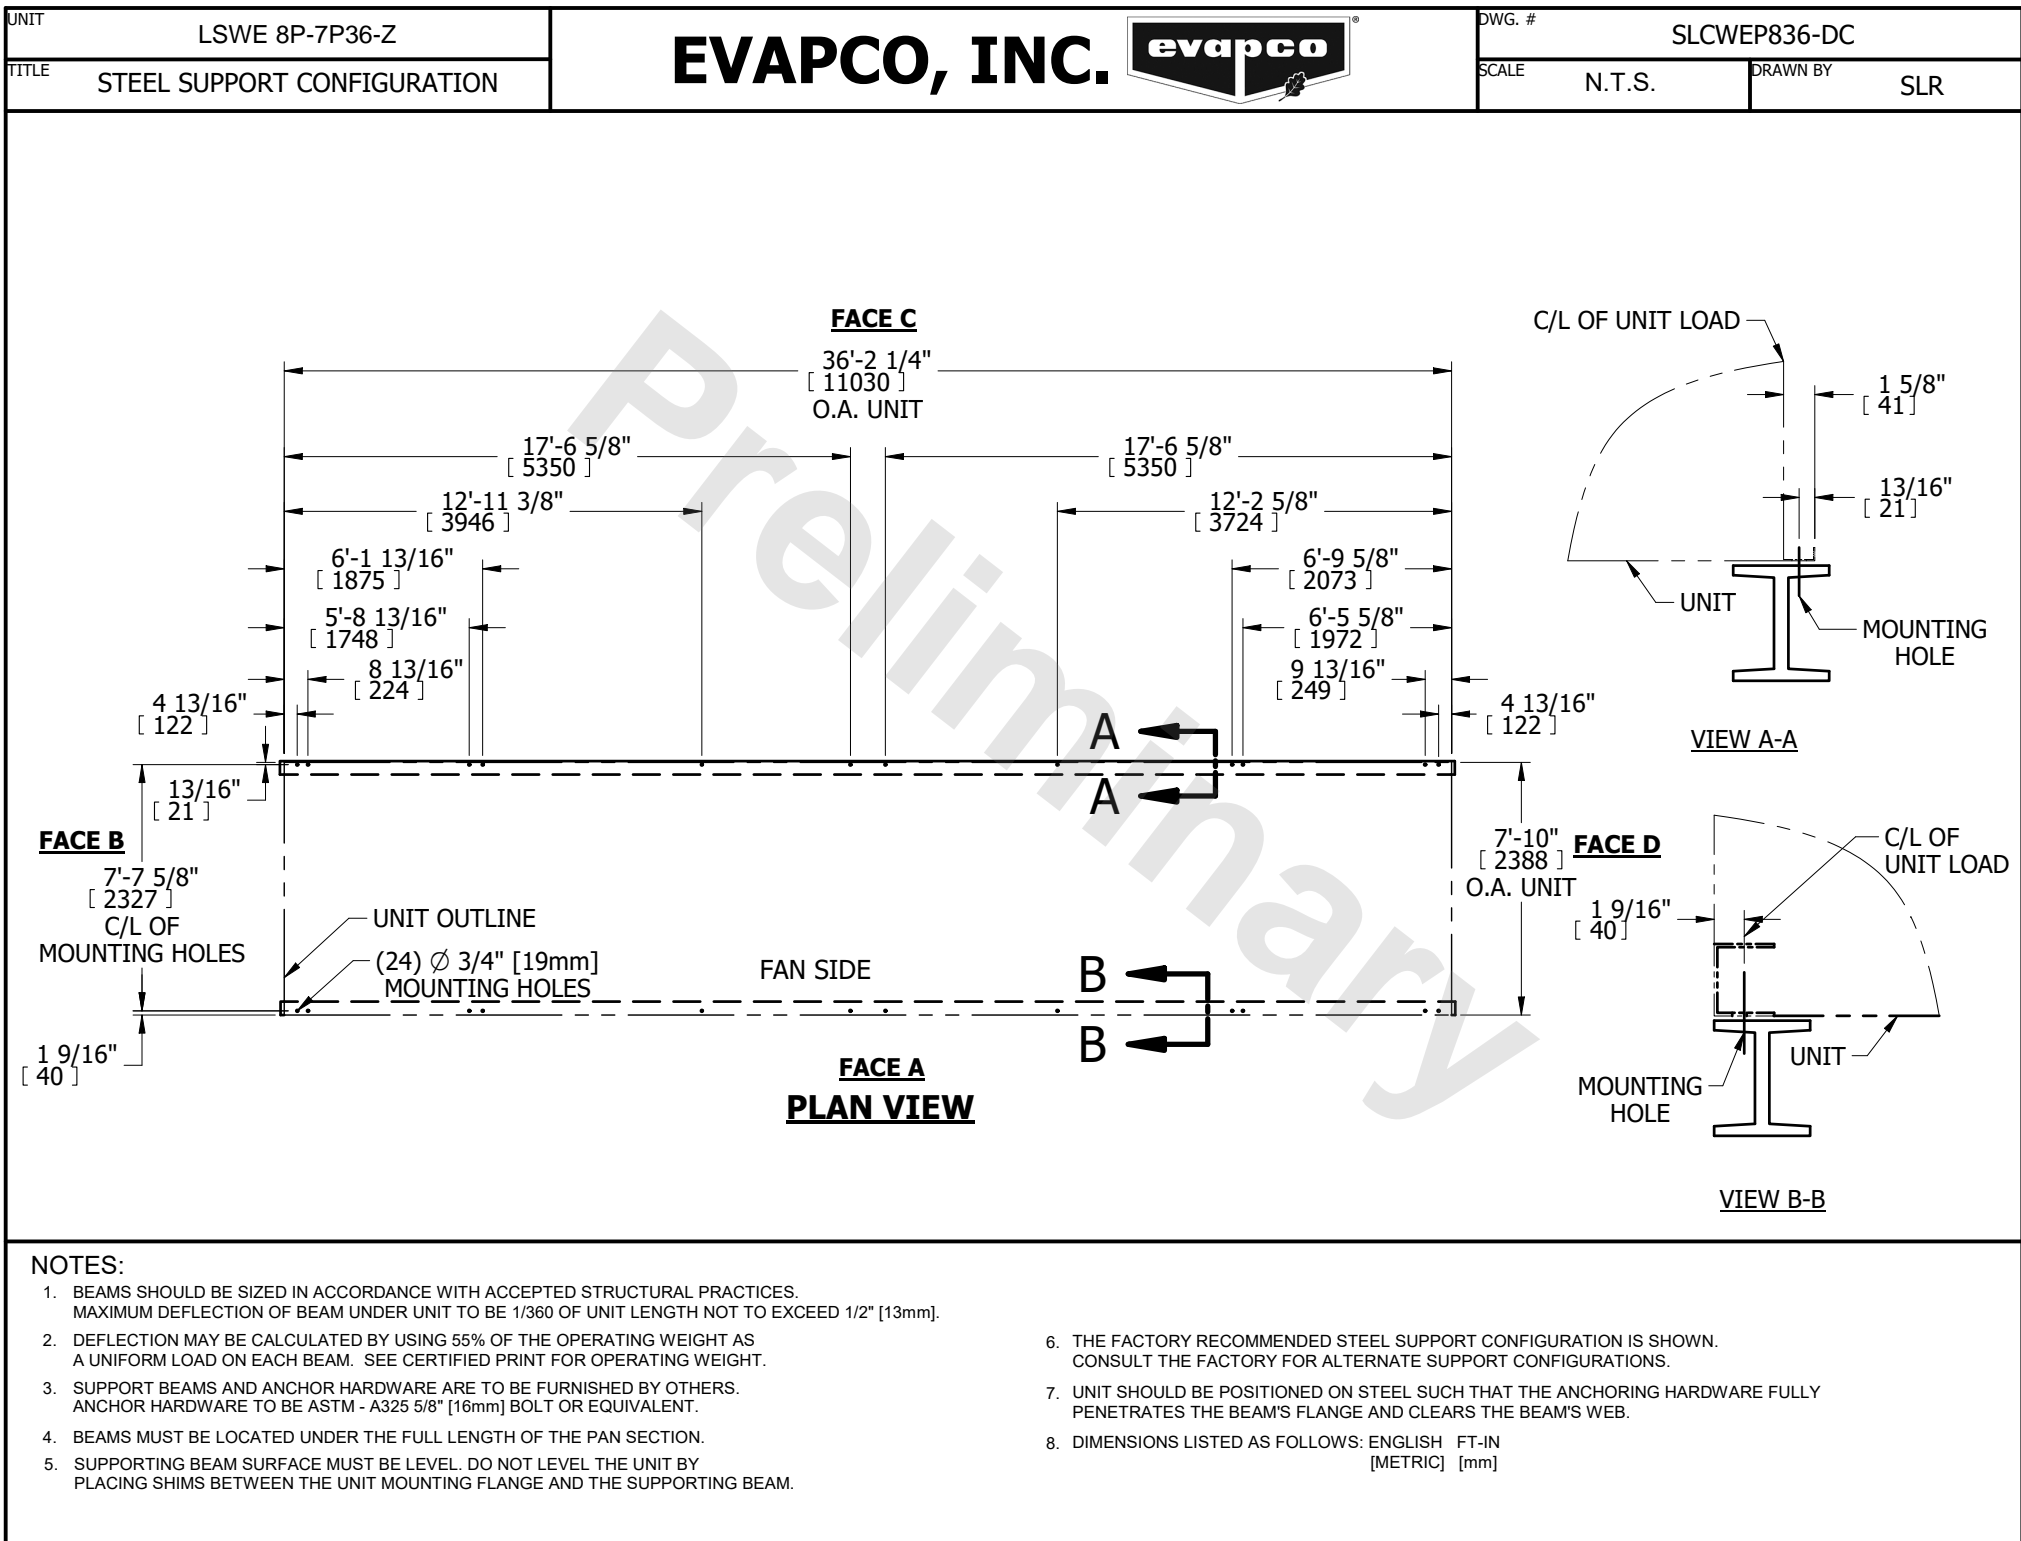 UNIT
LSWE 8P-7P36-Z
TITLE
STEEL SUPPORT CONFIGURATION
EVAPCO, INC.
evapco
®
DWG. #
SLCWEP836-DC
SCALE
N.T.S.
DRAWN BY
SLR
Preliminary
FACE C
36'-2 1/4"
[ 11030 ]
O.A. UNIT
17'-6 5/8"
[ 5350 ]
17'-6 5/8"
[ 5350 ]
12'-11 3/8"
[ 3946 ]
12'-2 5/8"
[ 3724 ]
6'-1 13/16"
[ 1875 ]
6'-9 5/8"
[ 2073 ]
5'-8 13/16"
[ 1748 ]
6'-5 5/8"
[ 1972 ]
8 13/16"
[ 224 ]
9 13/16"
[ 249 ]
4 13/16"
[ 122 ]
4 13/16"
[ 122 ]
A
A
13/16"
[ 21 ]
FACE B
7'-7 5/8"
[ 2327 ]
C/L OF
MOUNTING HOLES
7'-10"
[ 2388 ]
O.A. UNIT
FACE D
UNIT OUTLINE
(24) Ø 3/4" [19mm]
MOUNTING HOLES
FAN SIDE
B
B
1 9/16"
[ 40 ]
FACE A
PLAN VIEW
C/L OF UNIT LOAD
1 5/8"
[ 41 ]
13/16"
[ 21 ]
UNIT
MOUNTING
HOLE
VIEW A-A
C/L OF
UNIT LOAD
1 9/16"
[ 40 ]
UNIT
MOUNTING
HOLE
VIEW B-B
NOTES:
1. BEAMS SHOULD BE SIZED IN ACCORDANCE WITH ACCEPTED STRUCTURAL PRACTICES.
MAXIMUM DEFLECTION OF BEAM UNDER UNIT TO BE 1/360 OF UNIT LENGTH NOT TO EXCEED 1/2" [13mm].
2. DEFLECTION MAY BE CALCULATED BY USING 55% OF THE OPERATING WEIGHT AS
A UNIFORM LOAD ON EACH BEAM. SEE CERTIFIED PRINT FOR OPERATING WEIGHT.
3. SUPPORT BEAMS AND ANCHOR HARDWARE ARE TO BE FURNISHED BY OTHERS.
ANCHOR HARDWARE TO BE ASTM - A325 5/8" [16mm] BOLT OR EQUIVALENT.
4. BEAMS MUST BE LOCATED UNDER THE FULL LENGTH OF THE PAN SECTION.
5. SUPPORTING BEAM SURFACE MUST BE LEVEL. DO NOT LEVEL THE UNIT BY
PLACING SHIMS BETWEEN THE UNIT MOUNTING FLANGE AND THE SUPPORTING BEAM.
6. THE FACTORY RECOMMENDED STEEL SUPPORT CONFIGURATION IS SHOWN.
CONSULT THE FACTORY FOR ALTERNATE SUPPORT CONFIGURATIONS.
7. UNIT SHOULD BE POSITIONED ON STEEL SUCH THAT THE ANCHORING HARDWARE FULLY
PENETRATES THE BEAM'S FLANGE AND CLEARS THE BEAM'S WEB.
8. DIMENSIONS LISTED AS FOLLOWS: ENGLISH FT-IN
[METRIC] [mm]